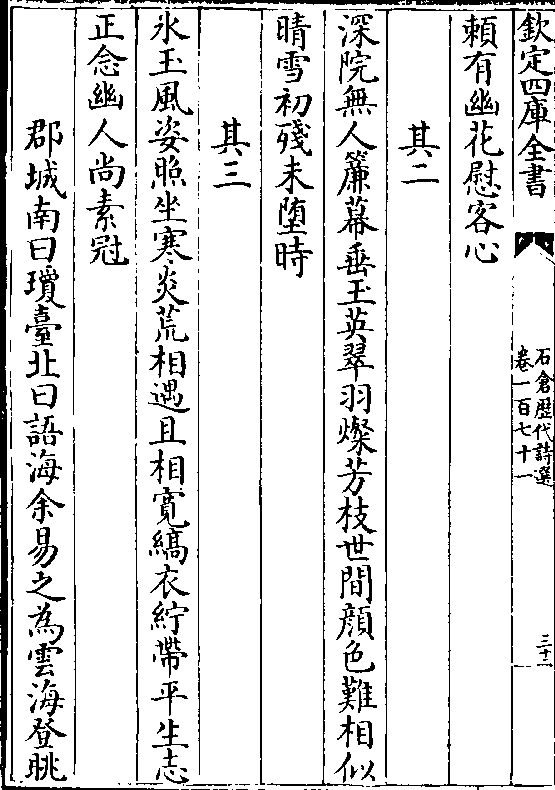 欽定四庫全書
石倉歴代詩選
卷一百七十一
三十二
頼有幽花慰客心
其二
深院無人簾幕垂玉英翠羽燦芳枝世間顔色難相似
晴雪初殘未墮時
其三
氷玉風姿照坐寒炎荒相遇且相寛縞衣紵帶平生志
正念幽人尚素冠
郡城南曰瓊臺北曰語海余易之為雲海登眺